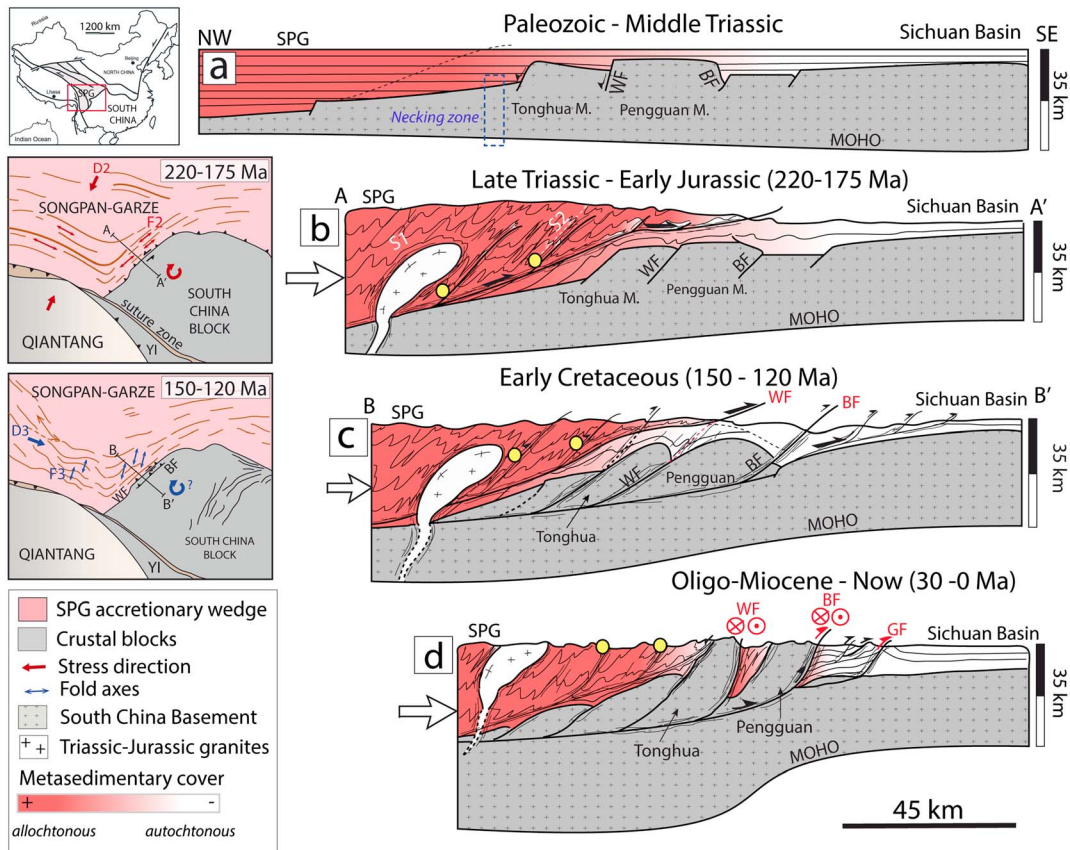 Russia
1200 km
Beijing
NORTH CHINA
Lhasa
SPG
SOUTH
CHINA
Indian Ocean
Paleozoic - Middle Triassic
NW
SPG
Sichuan Basin
SE
a
WF
BF
Tonghua M.
Pengguan M.
Necking zone
MOHO
35 km
220-175 Ma
D2
SONGPAN-GARZE
F2
A
A'
SOUTH
CHINA
BLOCK
suture zone
QIANTANG
YI
Late Triassic - Early Jurassic (220-175 Ma)
A
SPG
Sichuan Basin
A'
b
S1
S2
WF
BF
Tonghua M.
Pengguan M.
MOHO
35 km
SONGPAN-GARZE
150-120 Ma
D3
B
F3
BF
WF
B'
?
SOUTH CHINA
BLOCK
QIANTANG
YI
Early Cretaceous (150 - 120 Ma)
B
SPG
WF
BF
Sichuan Basin
B'
c
WF
Pengguan
BF
Tonghua
MOHO
35 km
Oligo-Miocene - Now (30 -0 Ma)
SPG
WF
BF
GF
Sichuan Basin
d
Pengguan
Tonghua
MOHO
35 km
45 km
SPG accretionary wedge
Crustal blocks
Stress direction
Fold axes
South China Basement
Triassic-Jurassic granites
Metasedimentary cover
+ -
allochtonous autochtonous